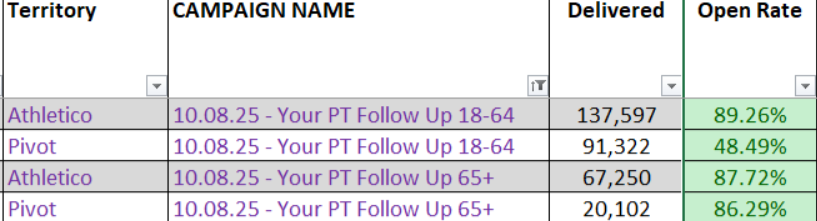 Territory CAMPAIGN NAME Delivered Open Rate
Athletico 10.08.25 - Your PT Follow Up 18-64 137,597 89.26%
Pivot 10.08.25 - Your PT Follow Up 18-64 91,322 48.49%
Athletico 10.08.25 - Your PT Follow Up 65+ 67,250 87.72%
Pivot 10.08.25 - Your PT Follow Up 65+ 20,102 86.29%